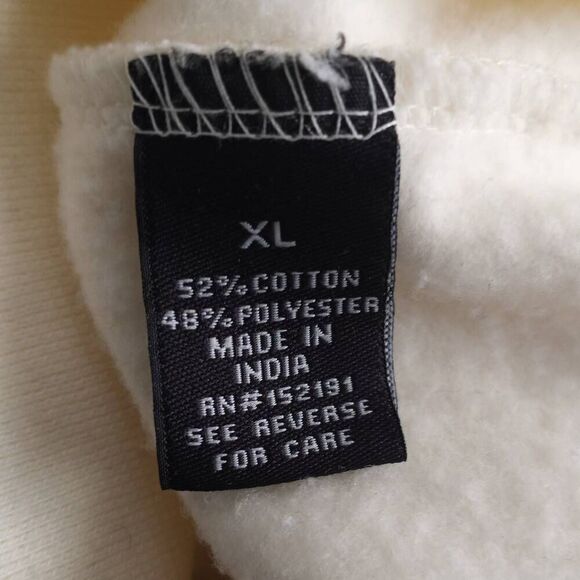 XL
52% COTTON
48% POLYESTER
MADE IN
INDIA
RN#152191
SEE REVERSE
FOR CARE